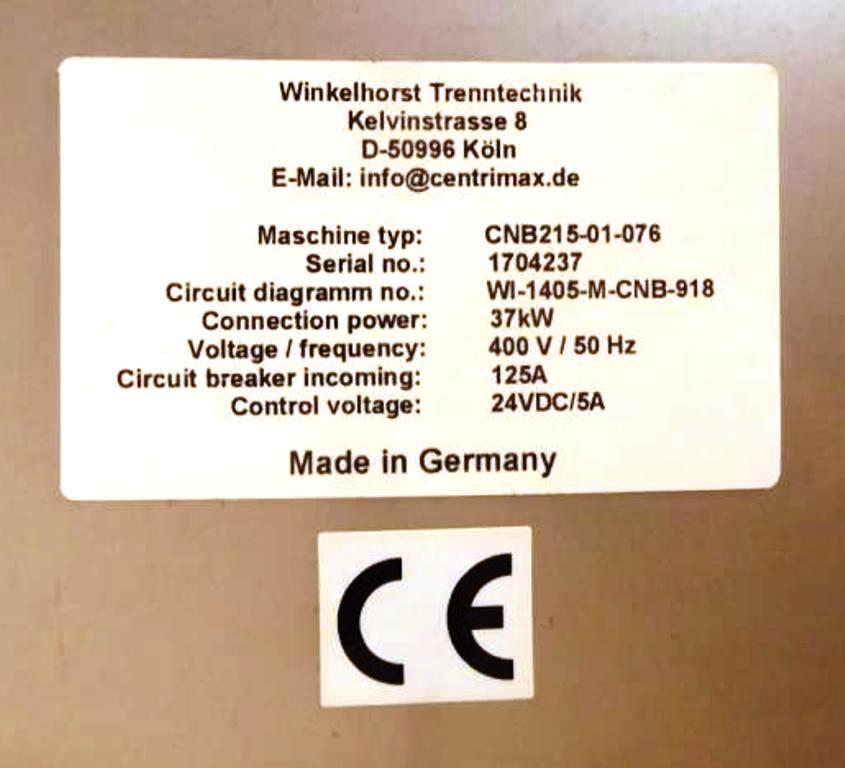 Winkelhorst Trenntechnik
Kelvinstrasse 8
D-50996 Köln
E-Mail: info@centrimax.de
Maschine typ: CNB215-01-076
Serial no.: 1704237
Circuit diagramm no.: WI-1405-M-CNB-918
Connection power: 37kW
Voltage / frequency: 400 V / 50 Hz
Circuit breaker incoming: 125A
Control voltage: 24VDC/5A
Made in Germany
CE